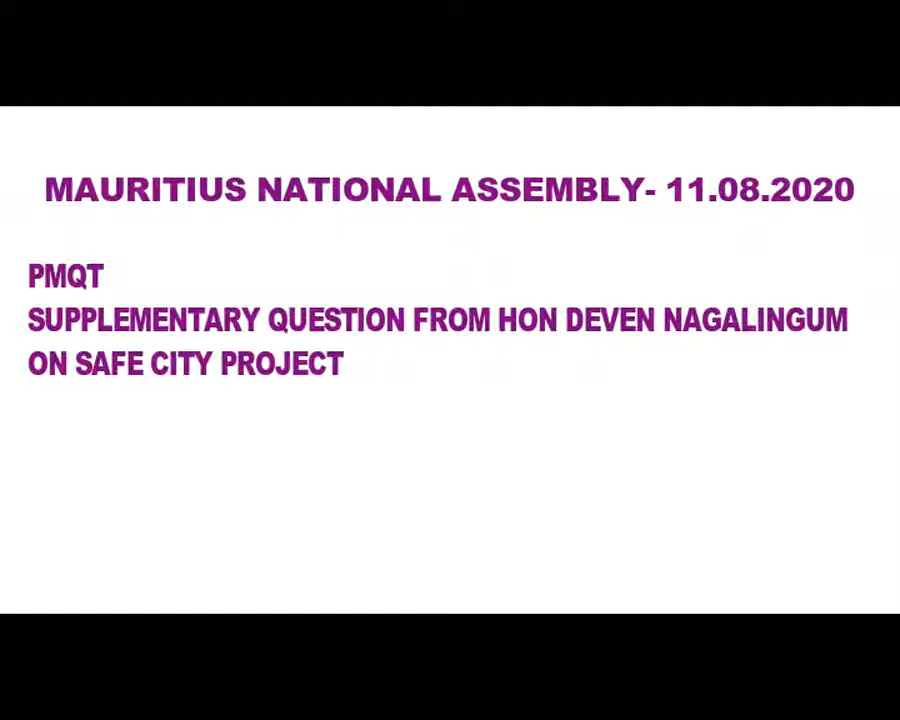 MAURITIUS NATIONAL ASSEMBLY- 11.08.2020
PMQT
SUPPLEMENTARY QUESTION FROM HON DEVEN NAGALINGUM
ON SAFE CITY PROJECT